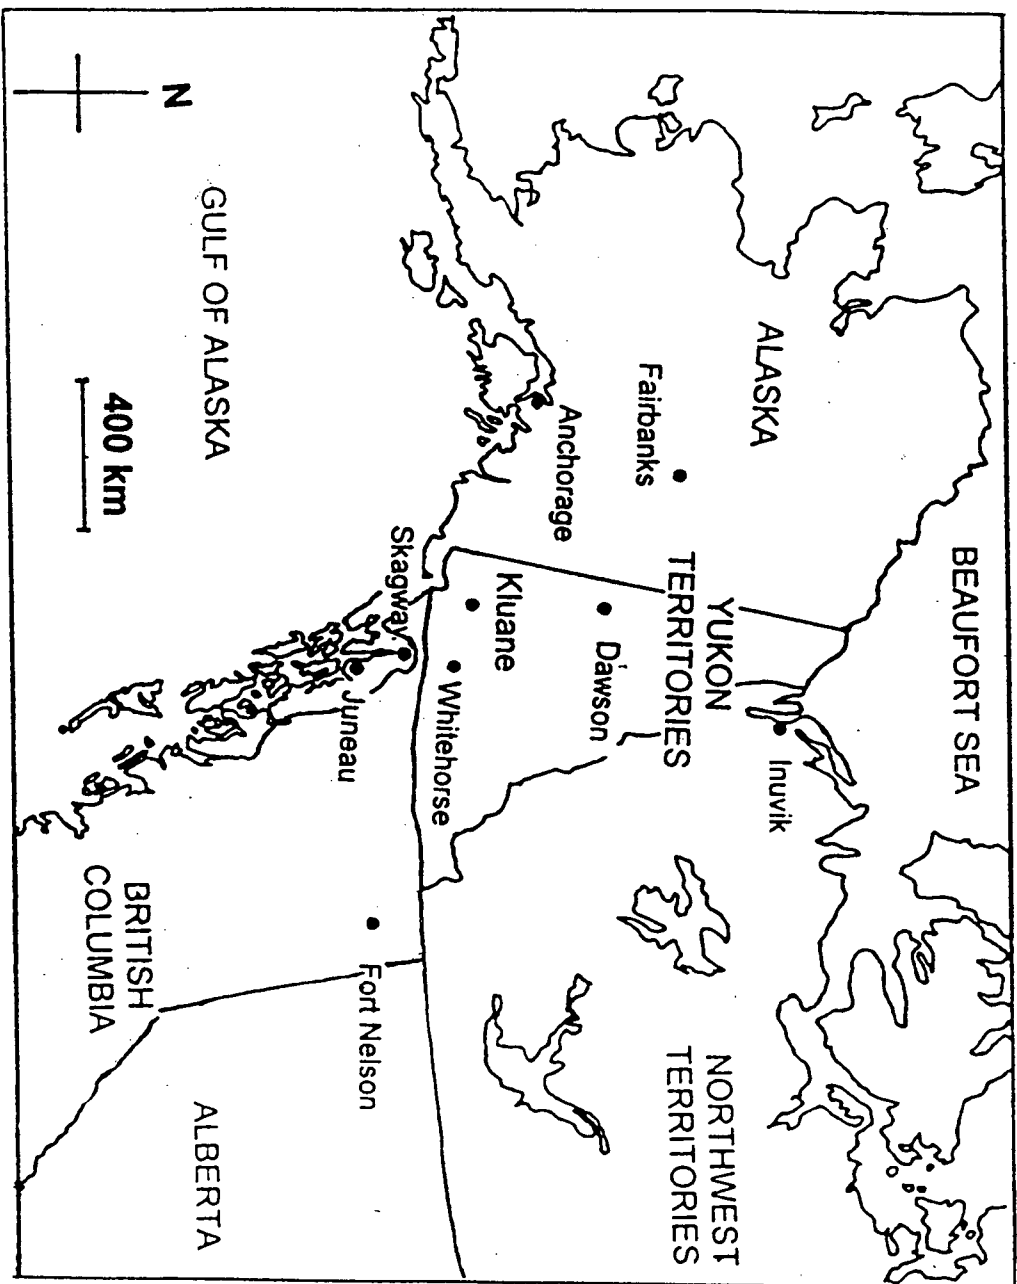 BEAUFORT SEA
ALASKA
Inuvik
YUKON
TERRITORIES
NORTHWEST
TERRITORIES
Fairbanks
Dawson
Anchorage
Kluane
Whitehorse
Skagway
Juneau
Fort Nelson
N
GULF OF ALASKA
400 km
BRITISH
COLUMBIA
ALBERTA